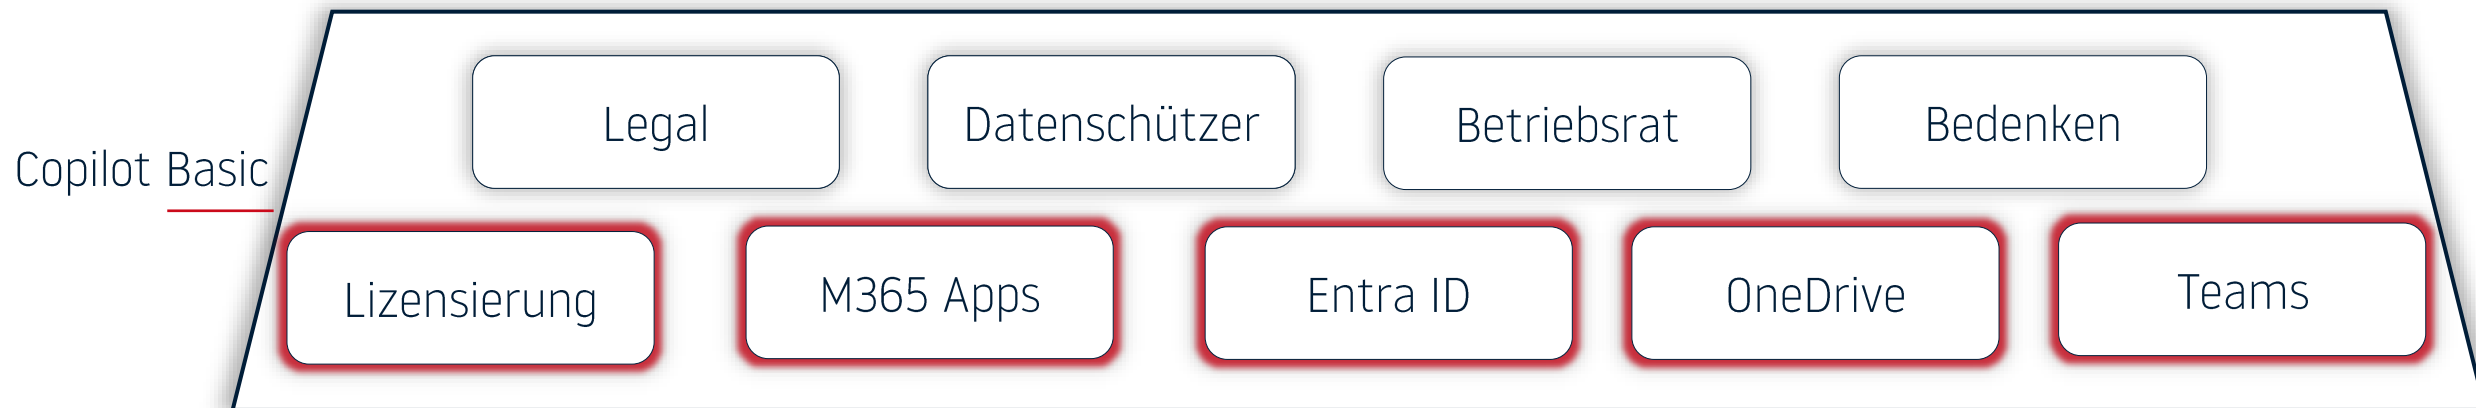 Legal
Datenschützer
Betriebsrat
Bedenken
Copilot Basic
Lizensierung
M365 Apps
Entra ID
OneDrive
Teams